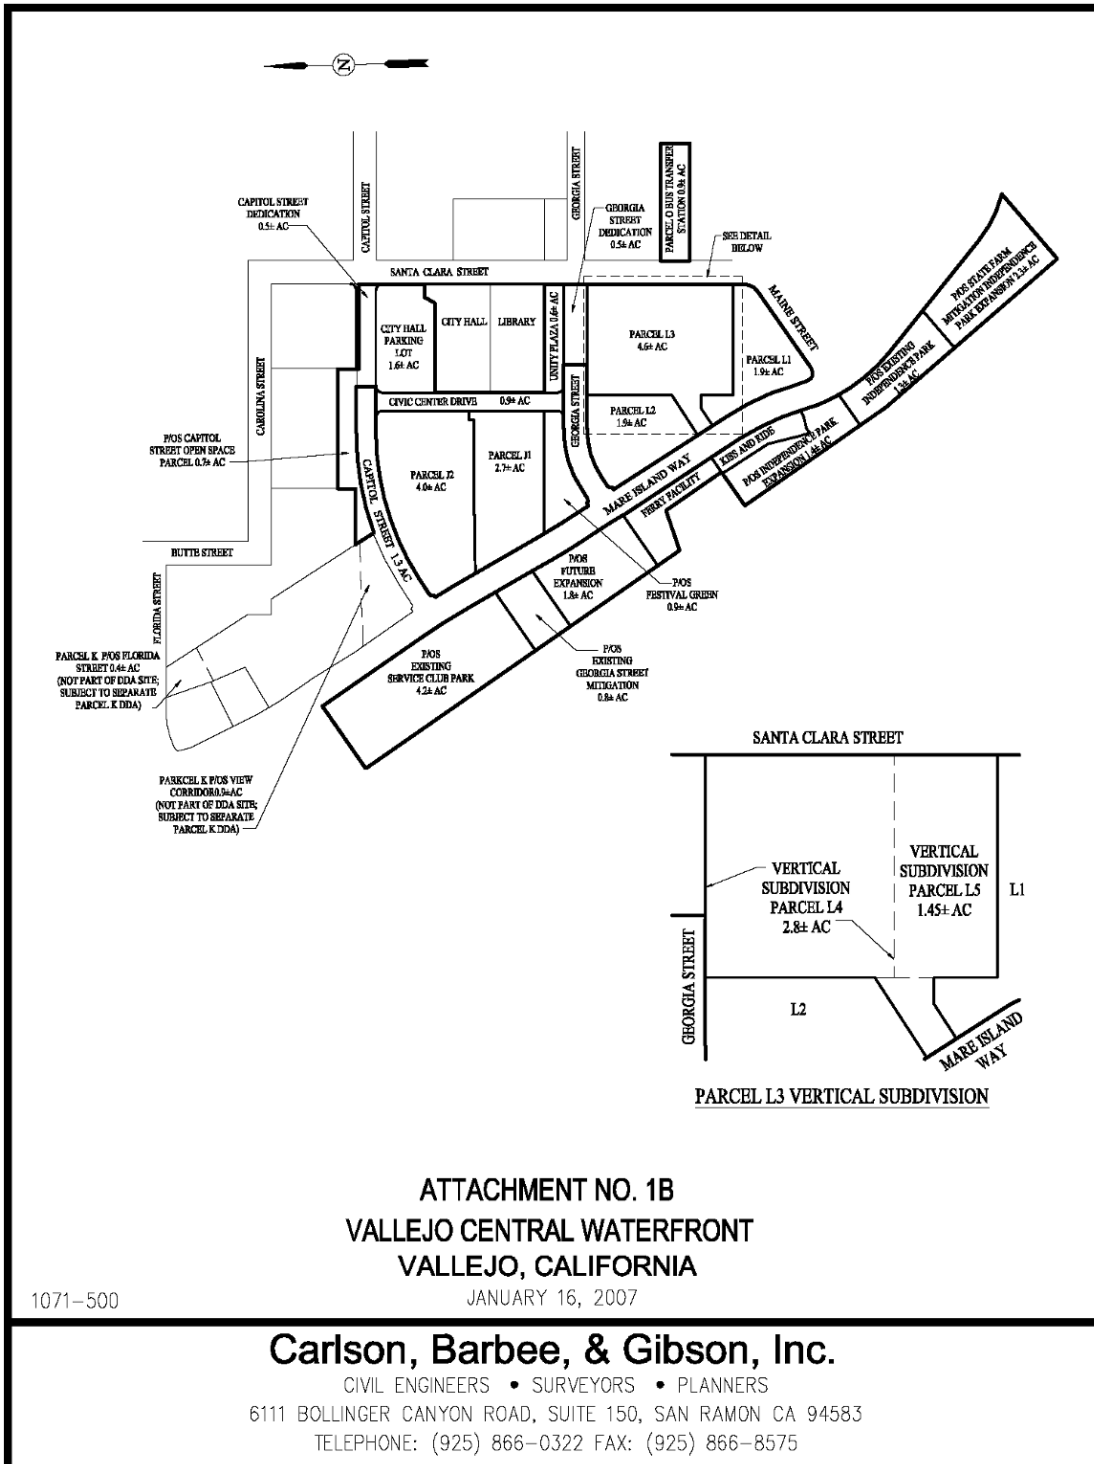 N
CAPITOL STREET
DEDICATION
0.5± AC
CAPITOL STREET
GEORGIA STREET
GEORGIA
STREET
DEDICATION
0.5± AC
PARCEL O BUS TRANSFER
STATION 0.9± AC
SEE DETAIL
BELOW
SANTA CLARA STREET
MAINE STREET
P/OS STATE FARM
MITIGATION INDEPENDENCE
PARK EXPANSION 2.3± AC
CITY HALL
PARKING
LOT
1.6± AC
CITY HALL
LIBRARY
UNITY PLAZA 0.6± AC
PARCEL L3
4.6± AC
PARCEL L1
1.9± AC
P/OS EXISTING
INDEPENDENCE PARK
1.3± AC
CAROLINA STREET
CIVIC CENTER DRIVE 0.9± AC
GEORGIA STREET
PARCEL L2
1.9± AC
P/OS CAPITOL
STREET OPEN SPACE
PARCEL 0.7± AC
CAPITOL STREET 1.3 AC
PARCEL J2
4.0± AC
PARCEL J1
2.7± AC
MARE ISLAND WAY
FERRY FACILITY
KISS AND RIDE
P/OS INDEPENDENCE PARK
EXPANSION 1.4± AC
BUTTE STREET
FLORIDA STREET
P/OS
FUTURE
EXPANSION
1.8± AC
P/OS
FESTIVAL GREEN
0.9± AC
PARCEL K P/OS FLORIDA
STREET 0.4± AC
(NOT PART OF DDA SITE;
SUBJECT TO SEPARATE
PARCEL K DDA)
P/OS
EXISTING
SERVICE CLUB PARK
4.2± AC
P/OS
EXISTING
GEORGIA STREET
MITIGATION
0.8± AC
PARKCEL K P/OS VIEW
CORRIDOR0.9±AC
(NOT PART OF DDA SITE;
SUBJECT TO SEPARATE
PARCEL K DDA)
SANTA CLARA STREET
VERTICAL
SUBDIVISION
PARCEL L4
2.8± AC
VERTICAL
SUBDIVISION
PARCEL L5
1.45± AC
L1
GEORGIA STREET
L2
MARE ISLAND
WAY
PARCEL L3 VERTICAL SUBDIVISION
ATTACHMENT NO. 1B
VALLEJO CENTRAL WATERFRONT
VALLEJO, CALIFORNIA
JANUARY 16, 2007
1071-500
Carlson, Barbee, & Gibson, Inc.
CIVIL ENGINEERS • SURVEYORS • PLANNERS
6111 BOLLINGER CANYON ROAD, SUITE 150, SAN RAMON CA 94583
TELEPHONE: (925) 866-0322 FAX: (925) 866-8575